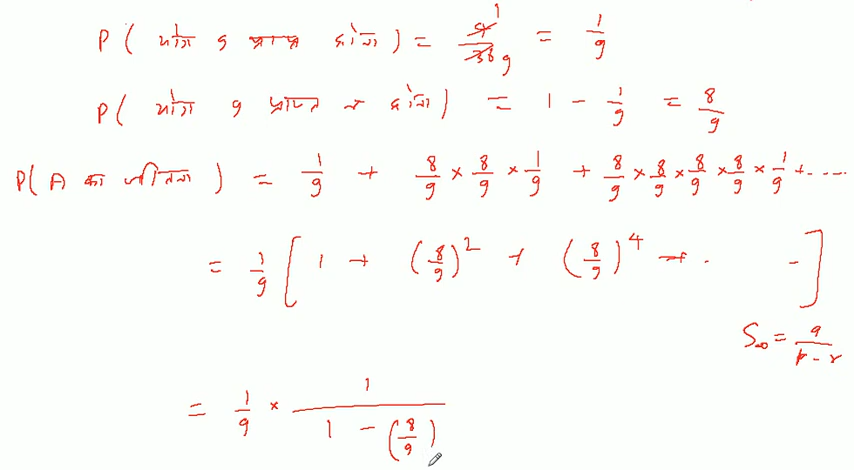 P( योग 9 प्राप्त होना ) = 4/36 1 9 = 1/9
P( योग 9 प्राप्त न होना ) = 1 - 1/9 = 8/9
P( A का जीतना ) = 1/9 + 8/9 × 8/9 × 1/9 + 8/9 × 8/9 × 8/9 × 8/9 × 1/9 + .....
= 1/9 [ 1 + (8/9)^2 + (8/9)^4 + . - ]
S∞ = a/1-r
= 1/9 × 1/1 - (8/9)